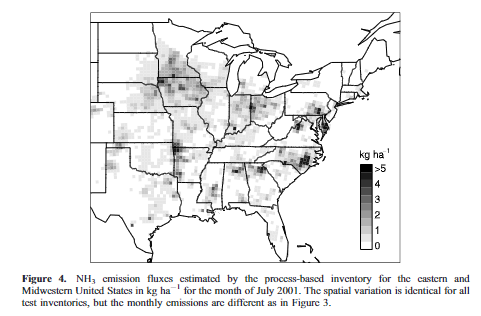 kg ha⁻¹
>5
4
3
2
1
0
Figure 4. NH₃ emission fluxes estimated by the process-based inventory for the eastern and
Midwestern United States in kg ha⁻¹ for the month of July 2001. The spatial variation is identical for all
test inventories, but the monthly emissions are different as in Figure 3.